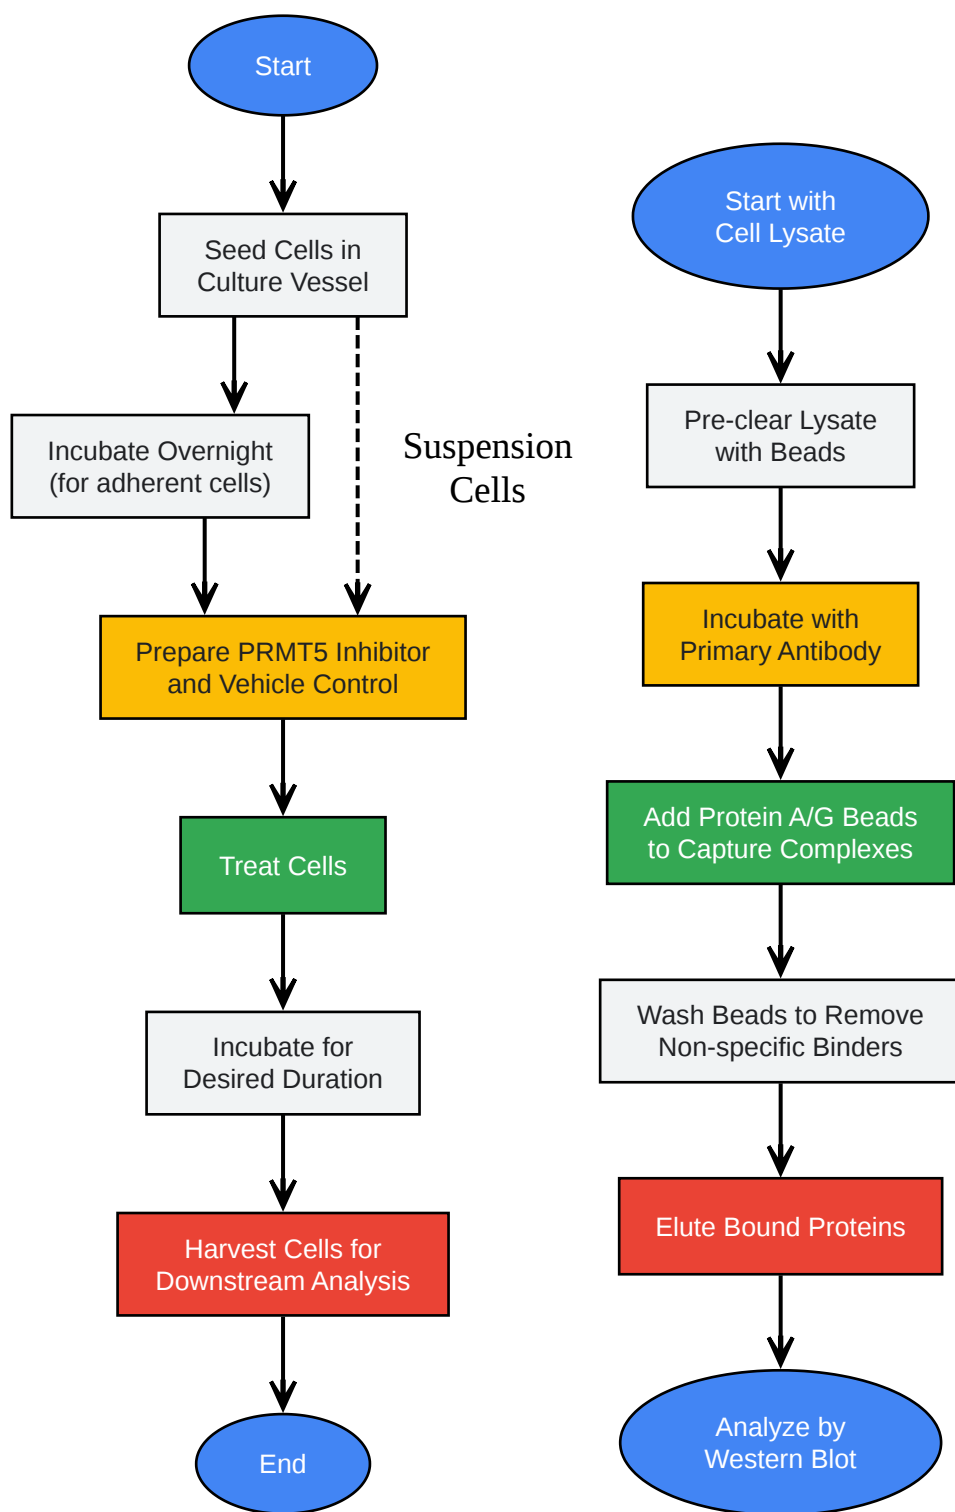 Start
Seed Cells in
Culture Vessel
Incubate Overnight
(for adherent cells)
Suspension
Cells
Prepare PRMT5 Inhibitor
and Vehicle Control
Treat Cells
Incubate for
Desired Duration
Harvest Cells for
Downstream Analysis
End
Start with
Cell Lysate
Pre-clear Lysate
with Beads
Incubate with
Primary Antibody
Add Protein A/G Beads
to Capture Complexes
Wash Beads to Remove
Non-specific Binders
Elute Bound Proteins
Analyze by
Western Blot